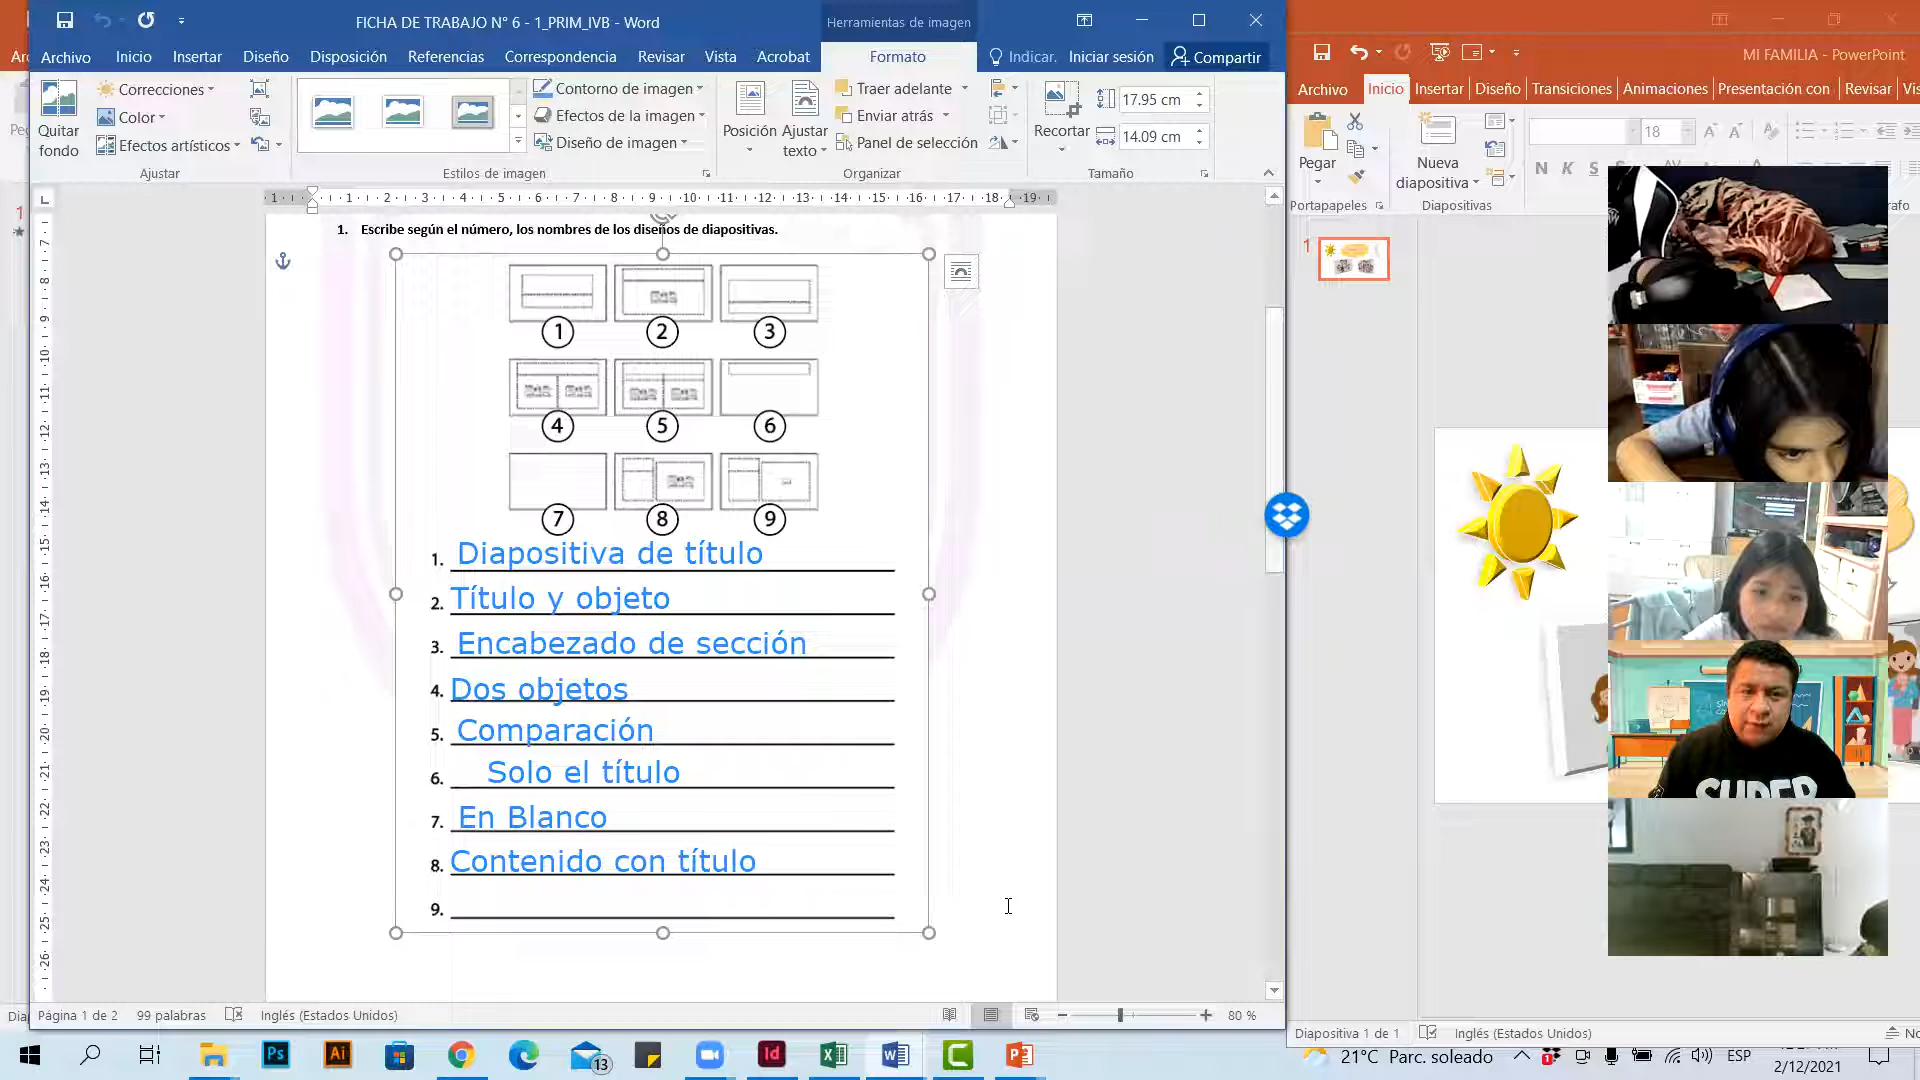 FICHA DE TRABAJO N° 6 - 1_PRIM_IVB - Word
Herramientas de imagen
Archivo Inicio Insertar Diseño Disposición Referencias Correspondencia Revisar Vista Acrobat Formato Indicar. Iniciar sesión Compartir
Quitar fondo
Correcciones
Color
Efectos artísticos
Ajustar
Contorno de imagen
Efectos de la imagen
Diseño de imagen
Estilos de imagen
Posición
Ajustar texto
Traer adelante
Enviar atrás
Panel de selección
Organizar
Recortar
17.95 cm
14.09 cm
Tamaño
1. Escribe según el número, los nombres de los diseños de diapositivas.
1 2 3
4 5 6
7 8 9
1. Diapositiva de título
2. Título y objeto
3. Encabezado de sección
4. Dos objetos
5. Comparación
6. Solo el título
7. En Blanco
8. Contenido con título
9.
Página 1 de 2 99 palabras Inglés (Estados Unidos) 80 %
MI FAMILIA - PowerPoint
Archivo Inicio Insertar Diseño Transiciones Animaciones Presentación con Revisar
Pegar
Portapapeles
Nueva diapositiva
Diapositivas
18
N K S
1
SUPER
Diapositiva 1 de 1 Inglés (Estados Unidos)
Ps Ai 13 Id
21°C Parc. soleado ESP
2/12/2021